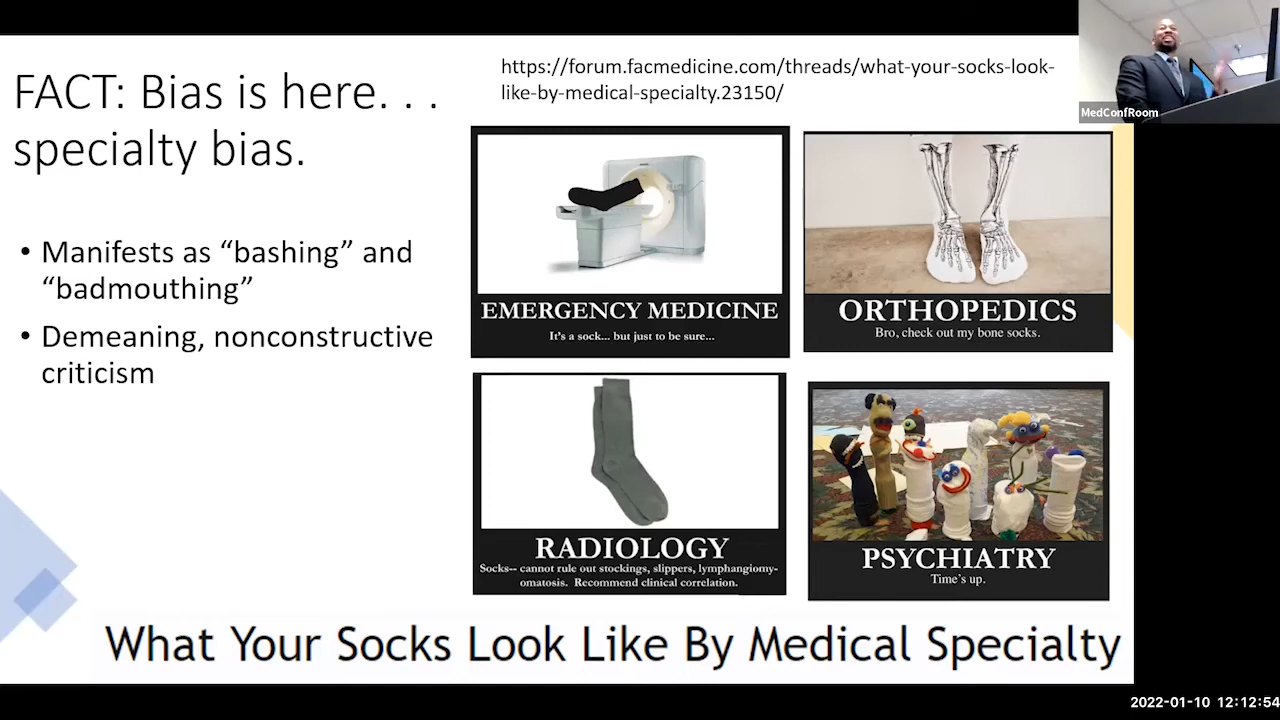 FACT: Bias is here. . .
specialty bias.
https://forum.facmedicine.com/threads/what-your-socks-look-
like-by-medical-specialty.23150/
MedConfRoom
• Manifests as “bashing” and
“badmouthing”
• Demeaning, nonconstructive
criticism
EMERGENCY MEDICINE
It’s a sock... but just to be sure...
ORTHOPEDICS
Bro, check out my bone socks.
RADIOLOGY
Socks-- cannot rule out stockings, slippers, lymphangiomy-
omatosis. Recommend clinical correlation.
PSYCHIATRY
Time’s up.
What Your Socks Look Like By Medical Specialty
2022-01-10 12:12:54